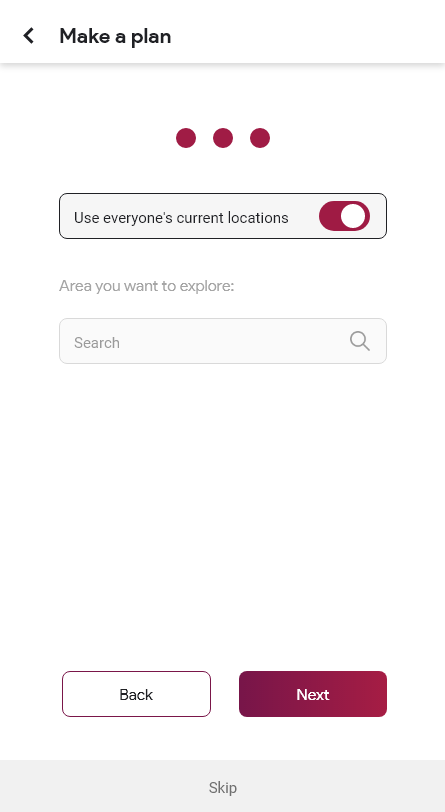 Make a plan
Use everyone's current locations
Area you want to explore:
Search
Back
Next
Skip